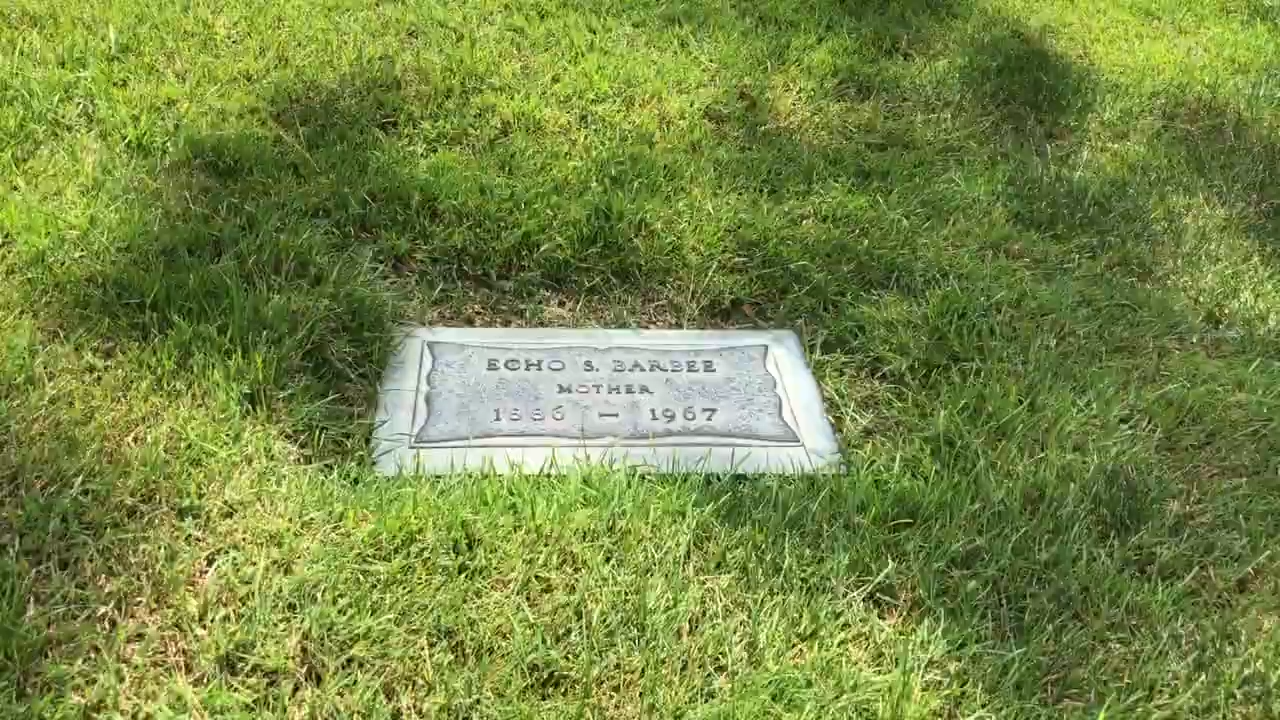 ECHO S. BARBEE
MOTHER
1886 — 1967